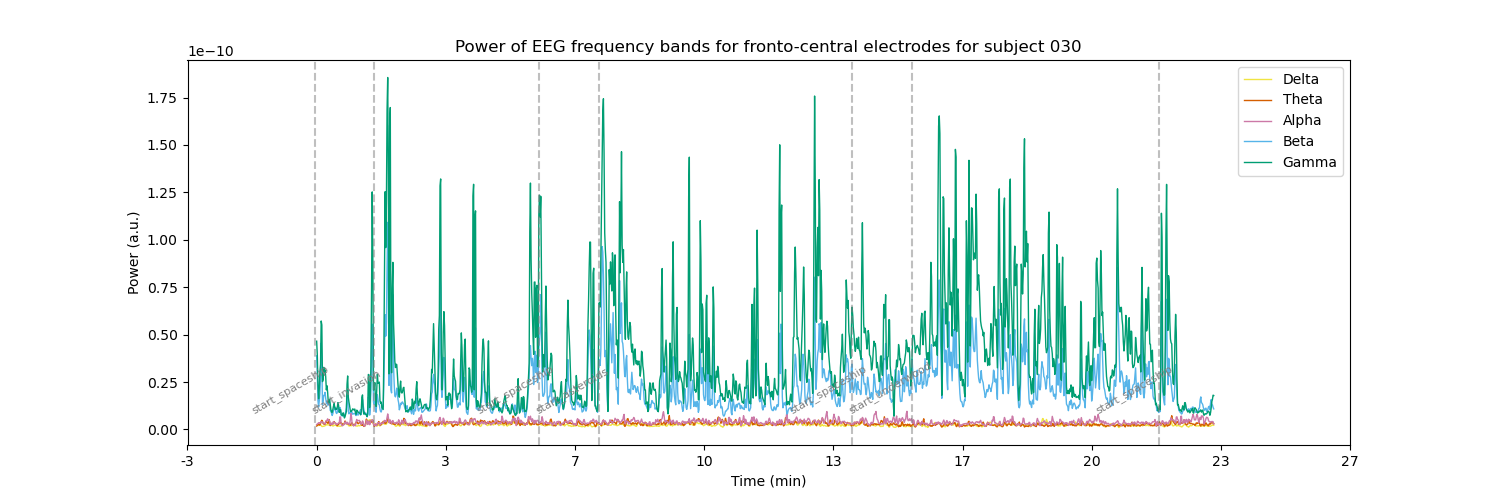 Power of EEG frequency bands for fronto-central electrodes for subject 030
1e−10
1.75
1.50
1.25
1.00
0.75
0.50
0.25
0.00
Power (a.u.)
Delta
Theta
Alpha
Beta
Gamma
start_spaceship
start_invasion
start_spaceship
start_spaceship
start_spaceship
-3
0
3
7
10
13
17
20
23
27
Time (min)